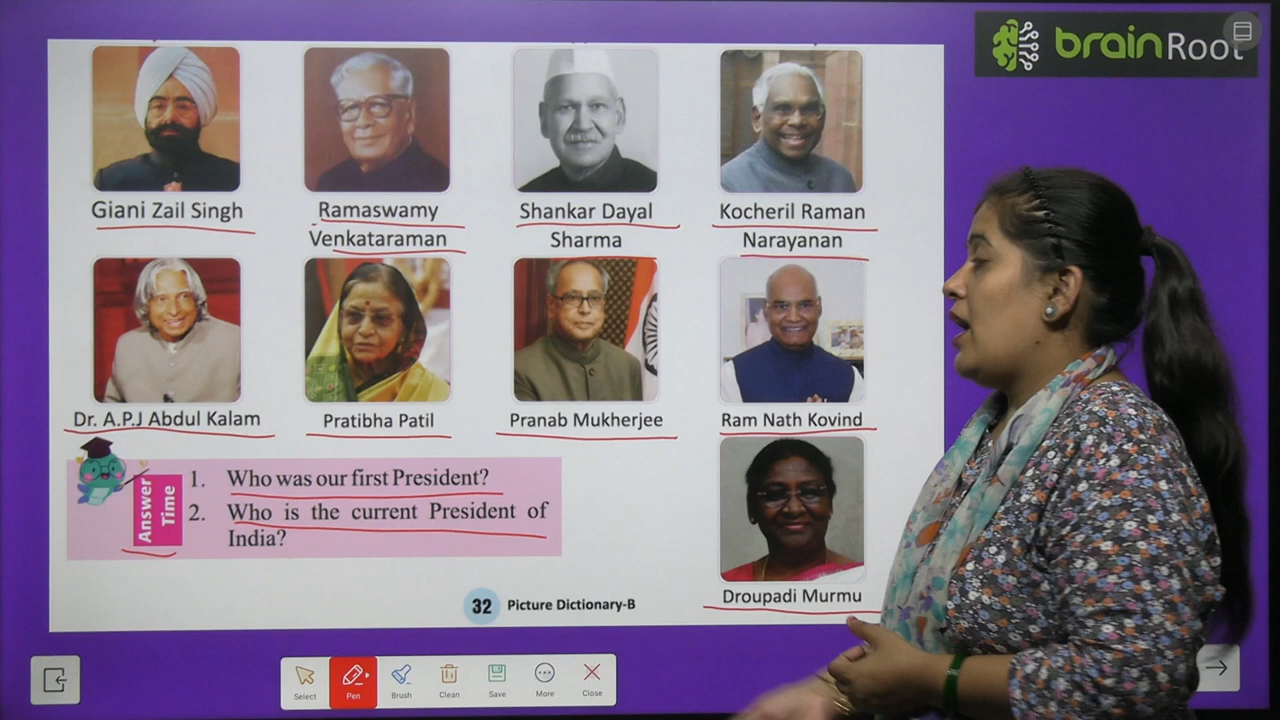 brainRoot
Giani Zail Singh
Ramaswamy
Venkataraman
Shankar Dayal
Sharma
Kocheril Raman
Narayanan
Dr. A.P.J Abdul Kalam
Pratibha Patil
Pranab Mukherjee
Ram Nath Kovind
Droupadi Murmu
Answer
Time
1. Who was our first President?
2. Who is the current President of
India?
32 Picture Dictionary-B
Select
Pen
Brush
Clean
Save
More
Close